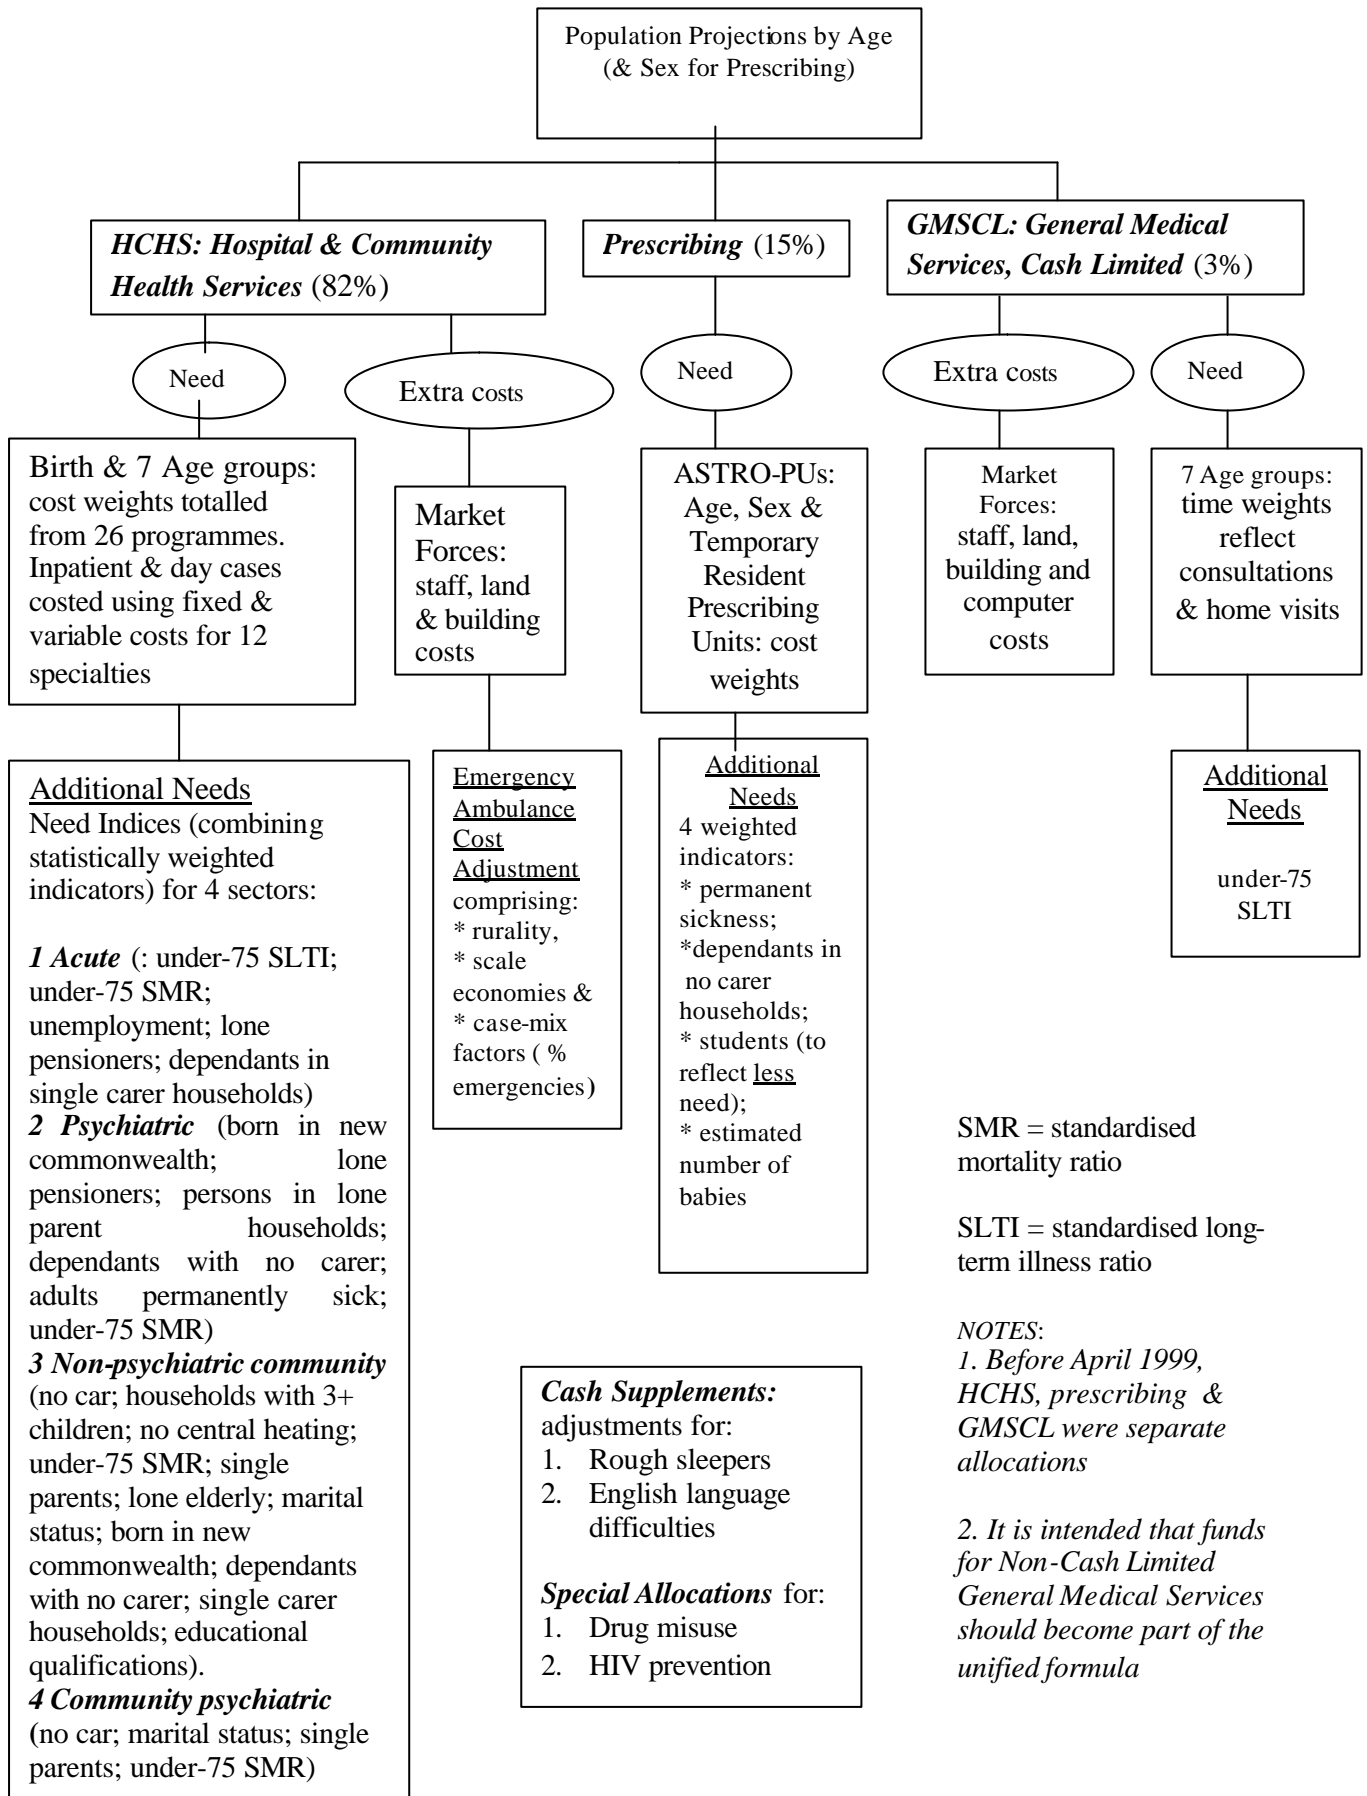 Population Projections by Age
(& Sex for Prescribing)
HCHS: Hospital & Community
Health Services (82%)
Prescribing (15%)
GMSCL: General Medical
Services, Cash Limited (3%)
Need
Extra costs
Need
Extra costs
Need
Birth & 7 Age groups:
cost weights totalled
from 26 programmes.
Inpatient & day cases
costed using fixed &
variable costs for 12
specialties
Market
Forces:
staff, land
& building
costs
ASTRO-PUs:
Age, Sex &
Temporary
Resident
Prescribing
Units: cost
weights
Market
Forces:
staff, land,
building and
computer
costs
7 Age groups:
time weights
reflect
consultations
& home visits
Additional Needs
Need Indices (combining
statistically weighted
indicators) for 4 sectors:
1 Acute (: under-75 SLTI;
under-75 SMR;
unemployment; lone
pensioners; dependants in
single carer households)
2 Psychiatric (born in new
commonwealth; lone
pensioners; persons in lone
parent households;
dependants with no carer;
adults permanently sick;
under-75 SMR)
3 Non-psychiatric community
(no car; households with 3+
children; no central heating;
under-75 SMR; single
parents; lone elderly; marital
status; born in new
commonwealth; dependants
with no carer; single carer
households; educational
qualifications).
4 Community psychiatric
(no car; marital status; single
parents; under-75 SMR)
Emergency
Ambulance
Cost
Adjustment
comprising:
* rurality,
* scale
economies &
* case-mix
factors ( %
emergencies)
Additional
Needs
4 weighted
indicators:
* permanent
sickness;
*dependants in
no carer
households;
* students (to
reflect less
need);
* estimated
number of
babies
Additional
Needs
under-75
SLTI
Cash Supplements:
adjustments for:
1. Rough sleepers
2. English language
difficulties
Special Allocations for:
1. Drug misuse
2. HIV prevention
SMR = standardised
mortality ratio
SLTI = standardised long-
term illness ratio
NOTES:
1. Before April 1999,
HCHS, prescribing &
GMSCL were separate
allocations
2. It is intended that funds
for Non-Cash Limited
General Medical Services
should become part of the
unified formula